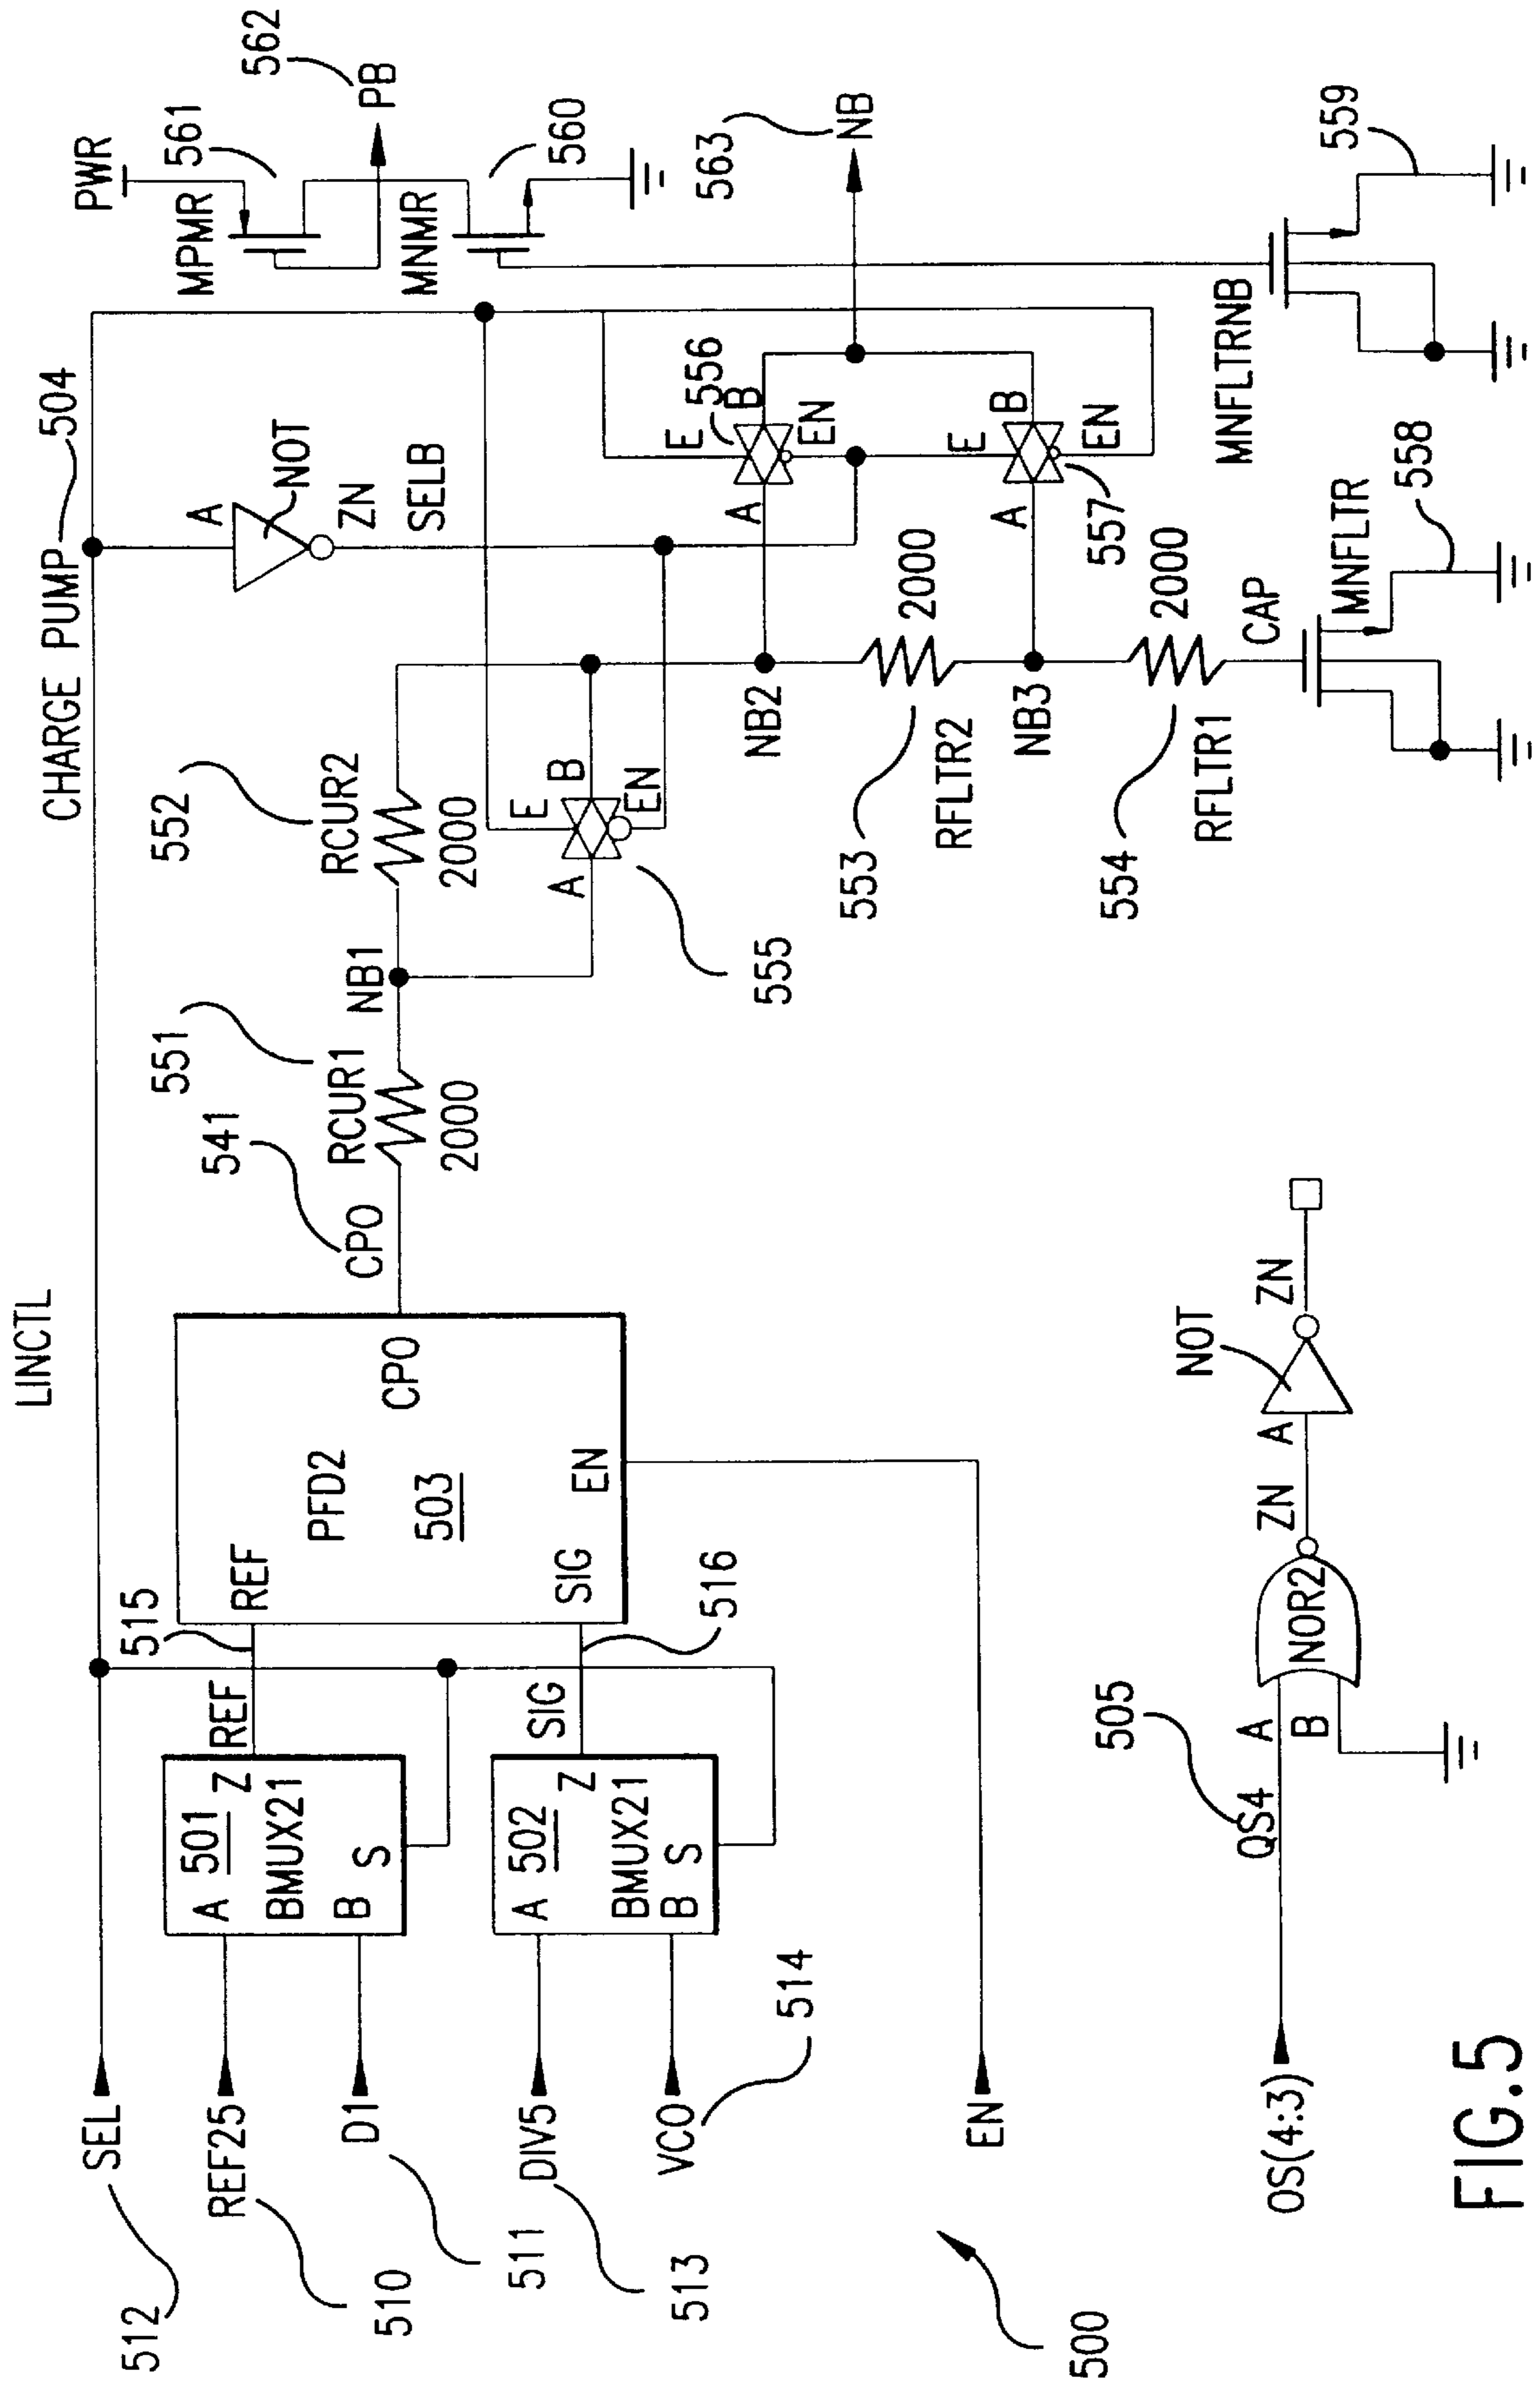 LINCTL
CHARGE PUMP
504
SEL
512
REF25
510
D1
511
DIV5
513
VCO
514
EN
500
A
501
Z
BMUX21
B
S
REF
515
A
502
Z
BMUX21
B
S
SIG
516
REF
PFD2
503
SIG
EN
CPO
CPO
541
RCUR1
2000
551
NB1
RCUR2
2000
552
A
E
B
EN
555
A
NOT
ZN
SELB
NB2
RFLTR2
2000
553
NB3
RFLTR1
2000
554
CAP
MNFLTR
558
A
E
556
B
EN
A
E
B
EN
557
PWR
MPMR
561
PB
562
MNMR
560
NB
563
MNFLTRNB
559
OS(4:3)
QS4
505
A
B
NOR2
ZN
A
NOT
ZN
FIG.5